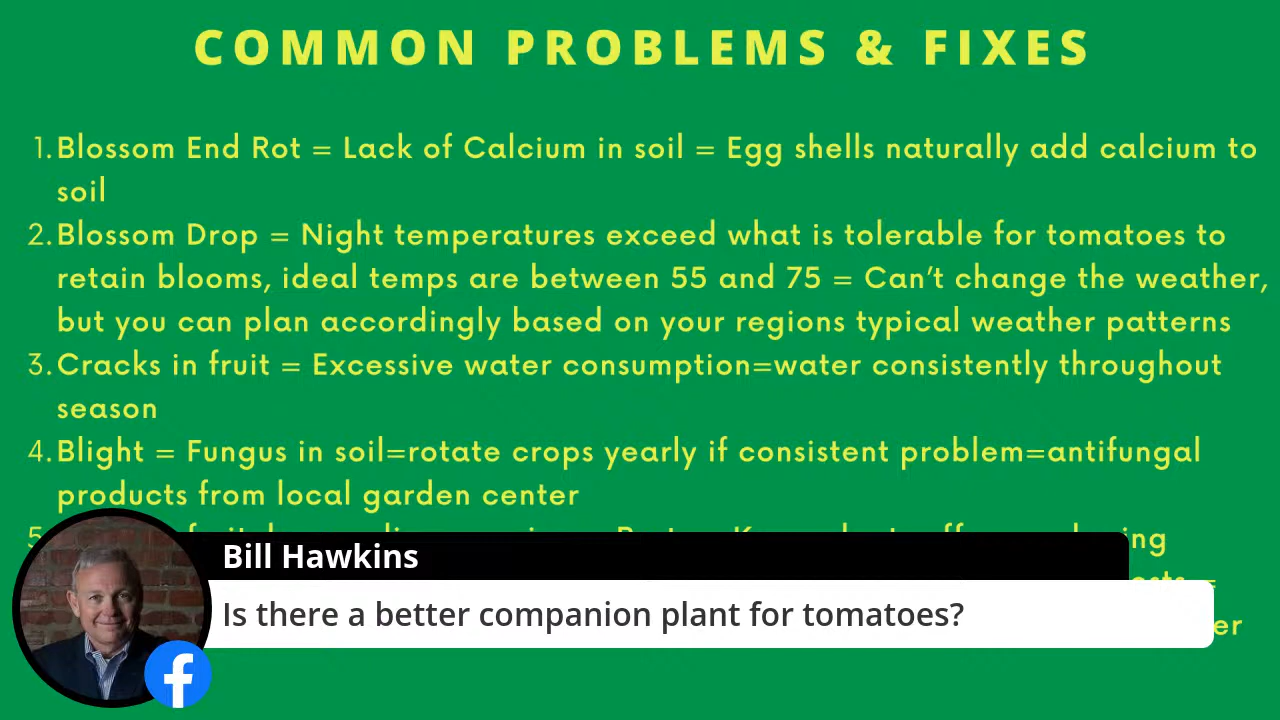 COMMON PROBLEMS & FIXES
1. Blossom End Rot = Lack of Calcium in soil = Egg shells naturally add calcium to
soil
2. Blossom Drop = Night temperatures exceed what is tolerable for tomatoes to
retain blooms, ideal temps are between 55 and 75 = Can't change the weather,
but you can plan accordingly based on your regions typical weather patterns
3. Cracks in fruit = Excessive water consumption=water consistently throughout
season
4. Blight = Fungus in soil=rotate crops yearly if consistent problem=antifungal
products from local garden center
5.
Bill Hawkins
Is there a better companion plant for tomatoes?